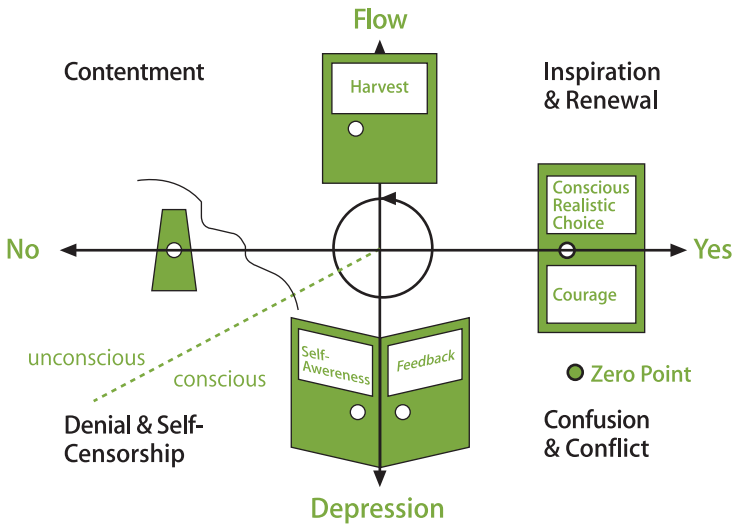 Flow
Contentment
Inspiration
& Renewal
Harvest
Conscious
Realistic
Choice
No
Yes
Courage
Self-
Awereness
Feedback
unconscious
conscious
Zero Point
Denial & Self-
Censorship
Confusion
& Conflict
Depression